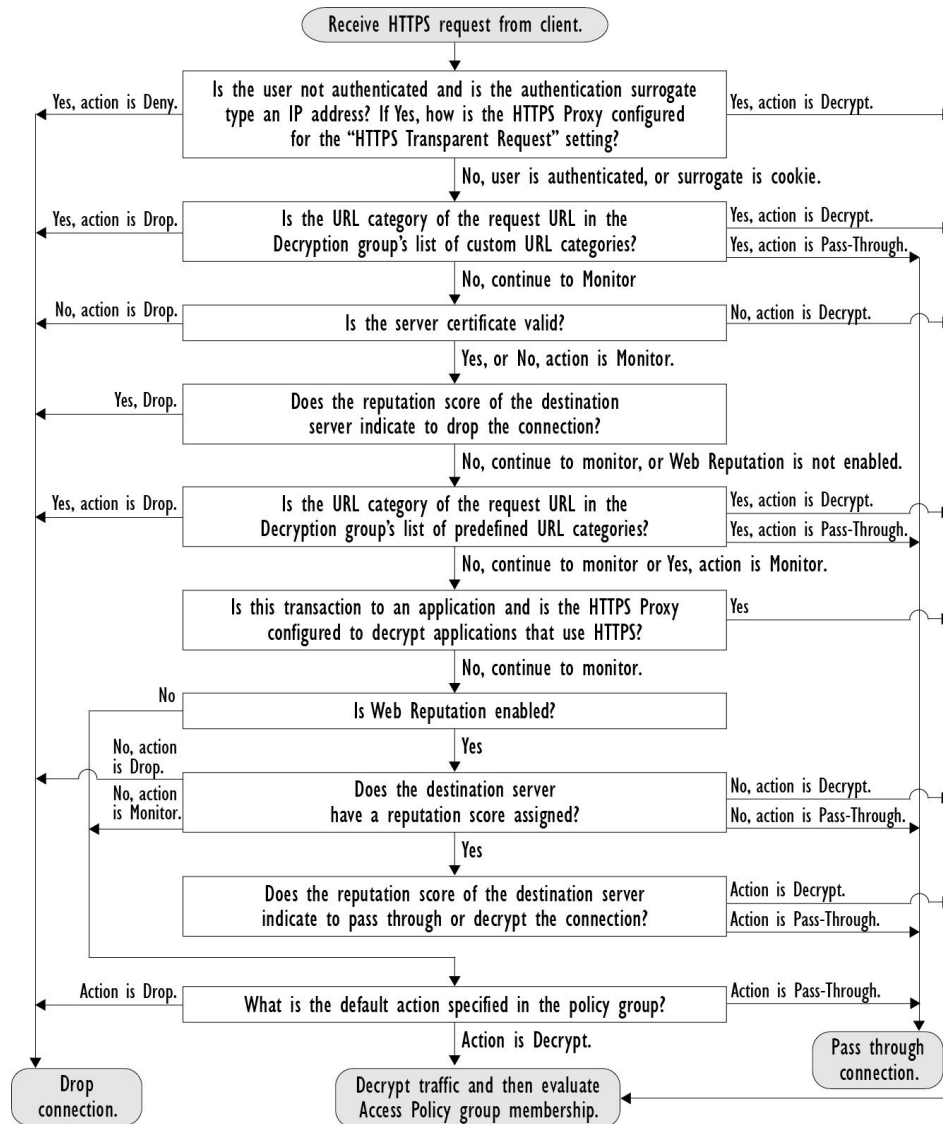 Receive HTTPS request from client.
Is the user not authenticated and is the authentication surrogate
type an IP address? If Yes, how is the HTTPS Proxy configured
for the “HTTPS Transparent Request” setting?
Yes, action is Deny.
Yes, action is Decrypt.
No, user is authenticated, or surrogate is cookie.
Yes, action is Drop.
Is the URL category of the request URL in the
Decryption group's list of custom URL categories?
Yes, action is Decrypt.
Yes, action is Pass-Through.
No, continue to Monitor
No, action is Drop.
Is the server certificate valid?
No, action is Decrypt.
Yes, or No, action is Monitor.
Yes, Drop.
Does the reputation score of the destination
server indicate to drop the connection?
No, continue to monitor, or Web Reputation is not enabled.
Yes, action is Drop.
Is the URL category of the request URL in the
Decryption group's list of predefined URL categories?
Yes, action is Decrypt.
Yes, action is Pass-Through.
No, continue to monitor or Yes, action is Monitor.
Is this transaction to an application and is the HTTPS Proxy
configured to decrypt applications that use HTTPS?
Yes
No, continue to monitor.
No
Is Web Reputation enabled?
Yes
No, action
is Drop.
No, action
is Monitor.
Does the destination server
have a reputation score assigned?
No, action is Decrypt.
No, action is Pass-Through.
Yes
Does the reputation score of the destination server
indicate to pass through or decrypt the connection?
Action is Decrypt.
Action is Pass-Through.
Action is Drop.
What is the default action specified in the policy group?
Action is Pass-Through.
Action is Decrypt.
Drop
connection.
Decrypt traffic and then evaluate
Access Policy group membership.
Pass through
connection.